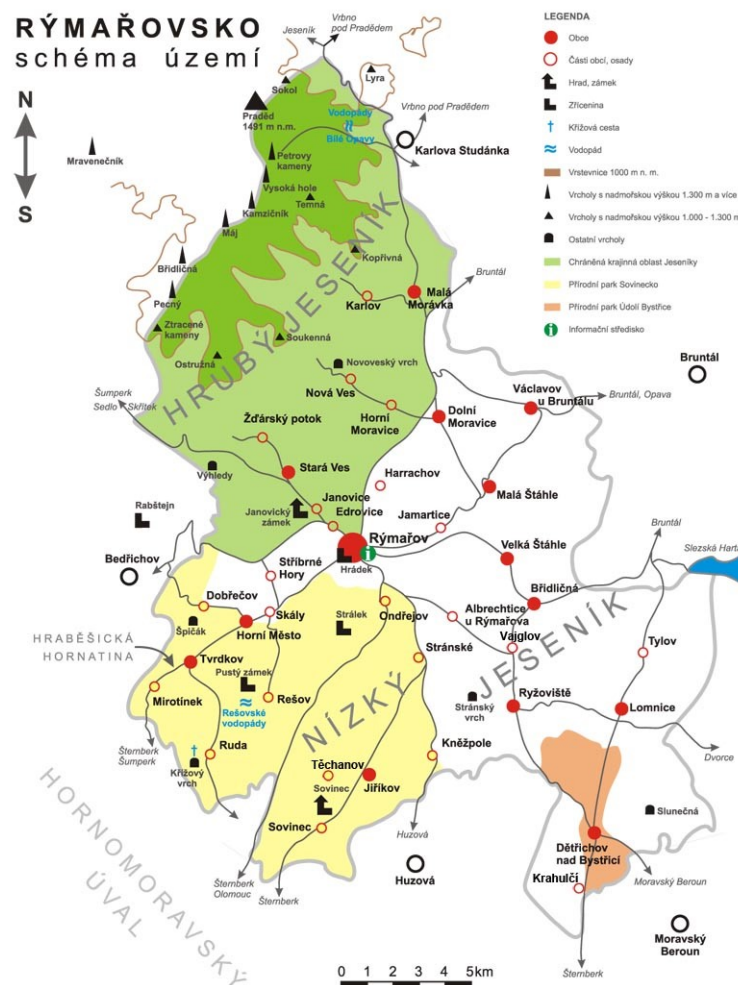 RÝMAŘOVSKO
schéma území
N
S
LEGENDA
Obce
Části obcí, osady
Hrad, zámek
Zřícenina
Křížová cesta
Vodopád
Vrstevnice 1000 m n. m.
Vrcholy s nadmořskou výškou 1.300 m a více
Vrcholy s nadmořskou výškou 1.000 - 1.300 m
Ostatní vrcholy
Chráněná krajinná oblast Jeseníky
Přírodní park Sovinecko
Přírodní park Údolí Bystřice
Informační středisko
Jeseník
Vrbno
pod Pradědem
Lyra
Sokol
Praděd
1491 m n.m.
Vodopády
Bílé Opavy
Vrbno pod Pradědem
Karlova Studánka
Mravenečník
Petrovy
kameny
Vysoká hole
Temná
Kamzičník
Máj
Břidličná
Kopřivná
Pecný
Karlov
Malá
Morávka
Bruntál
Ztracené
kameny
Soukenná
Ostružná
HRUBÝ JESENÍK
Novoveský vrch
Nová Ves
Bruntál
Šumperk
Sedlo Skřítek
Horní
Moravice
Dolní
Moravice
Václavov
u Bruntálu
Bruntál, Opava
Žďárský potok
Stará Ves
Výhledy
Harrachov
Malá Štáhle
Rabštejn
Janovický
zámek
Janovice
Edrovice
Jamartice
Rýmařov
Hrádek
Bruntál
Velká Štáhle
Slezská Harta
Bedřichov
Stříbrné
Hory
Břidličná
Dobřečov
Skály
Strálek
Ondřejov
Albrechtice
u Rýmařova
Špičák
Horní Město
Vajglov
Tylov
HRABĚŠICKÁ
HORNATINA
Tvrdkov
Stránské
Pustý zámek
NÍZKÝ JESENÍK
Mirotínek
Rešov
Rešovské
vodopády
Stránský
vrch
Ryžoviště
Lomnice
Šternberk
Šumperk
Ruda
Křížový
vrch
Kněžpole
Dvorce
Těchanov
Sovinec
Jiříkov
Sovinec
Huzová
Slunečná
Dětřichov
nad Bystřicí
HORNOMORAVSKÝ
ÚVAL
Šternberk
Olomouc
Šternberk
Huzová
Krahulčí
Moravský Beroun
Moravský
Beroun
Šternberk
0 1 2 3 4 5km